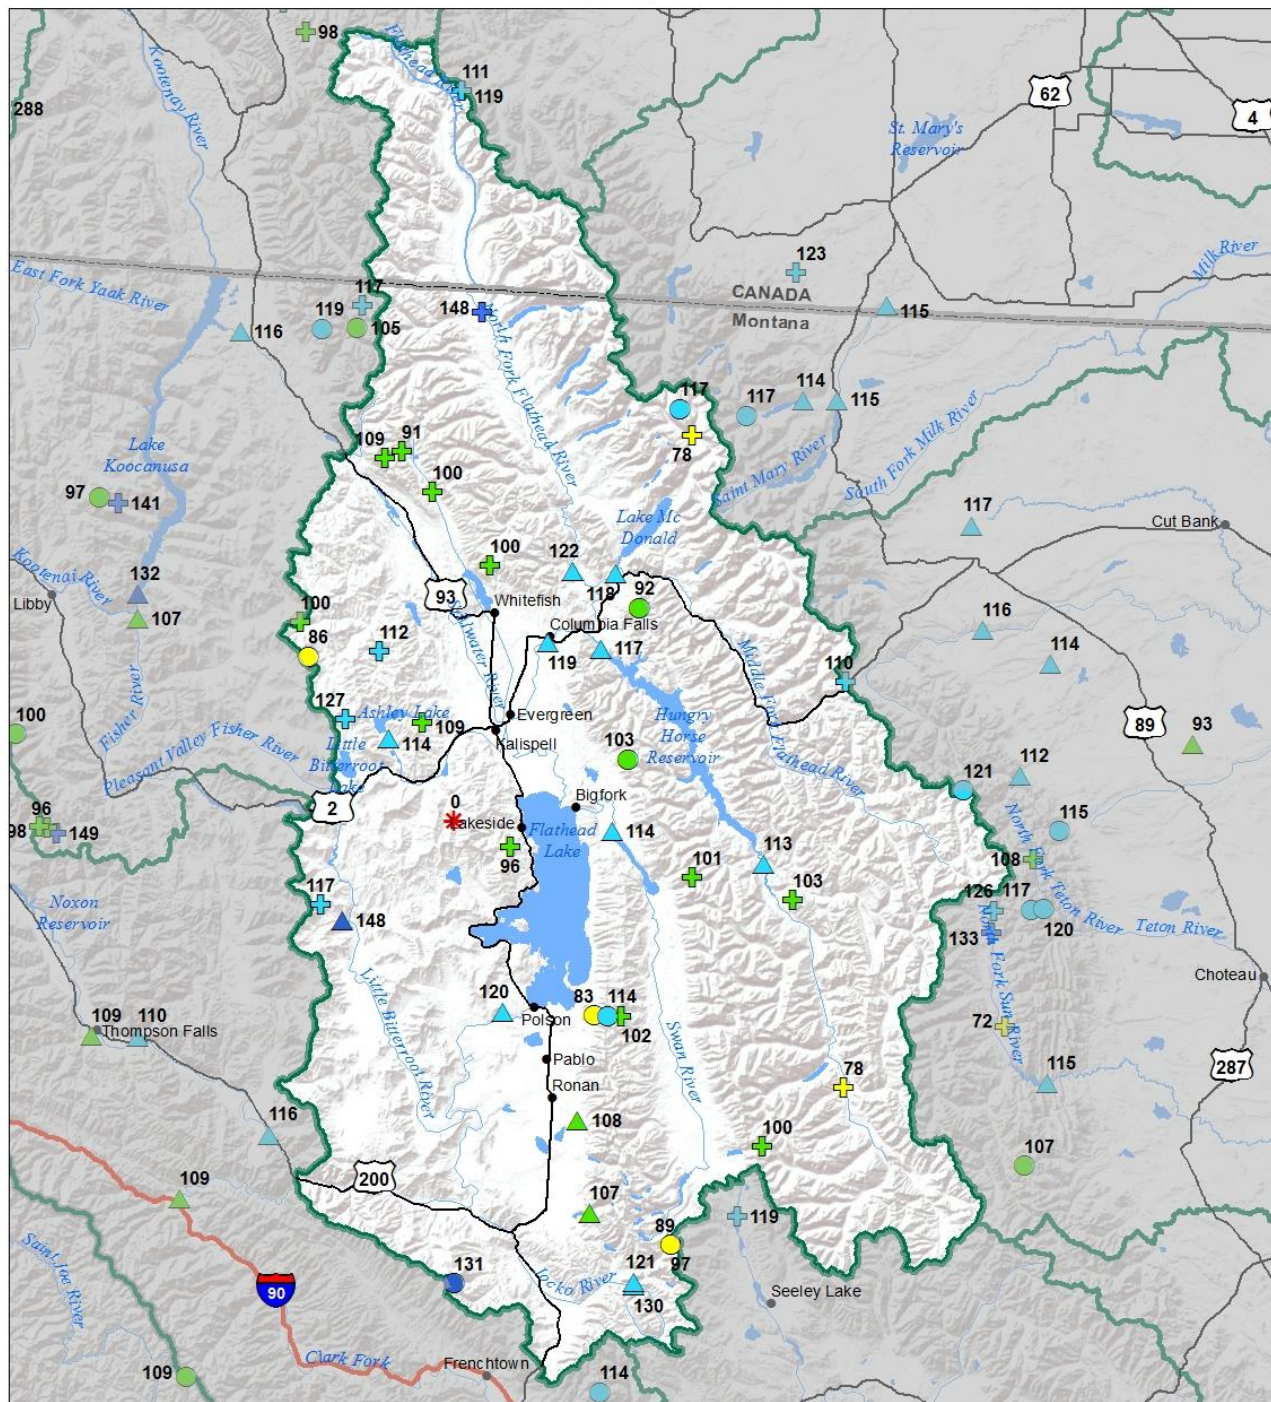 98
Flathead River
111
119
62
4
Kootenay River
288
St. Mary's
Reservoir
Milk River
123
CANADA
Montana
East Fork Yaak River
117
119
105
116
148
North Fork Flathead River
115
117
117
114
115
78
Saint Mary River
South Fork Milk River
109
91
100
Lake
Koocanusa
97
141
117
Cut Bank
Lake Mc
Donald
100
122
118
92
Kootenai River
132
Libby
107
93
Whitefish
Stillwater River
Columbia Falls
119
117
100
86
112
116
114
110
Middle Fork Flathead River
Fisher River
Pleasant Valley Fisher River
100
127
Ashley Lake
109
114
Evergreen
Kalispell
Little
Bitterroot
Lake
Hungry
Horse
Reservoir
103
89
93
112
121
115
2
0
Lakeside
Bigfork
Flathead
Lake
114
96
96
98
149
113
101
103
108
North Fork Teton River
Teton River
126
117
120
133
North Fork Sun River
Noxon
Reservoir
117
148
Choteau
Little Bitterroot River
120
Polson
83
114
102
Swan River
72
109
Thompson Falls
110
Pablo
Ronan
78
115
287
108
116
100
107
200
109
107
119
89
97
Saint Joe River
131
Jocko River
121
130
90
Seeley Lake
Clark Fork
Frenchtown
109
114